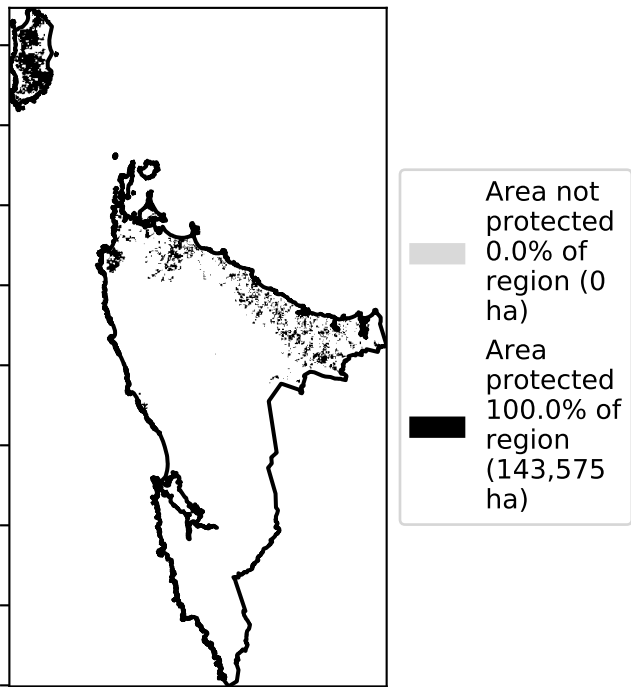 Area not
protected
0.0% of
region (0
ha)
Area
protected
100.0% of
region
(143,575
ha)